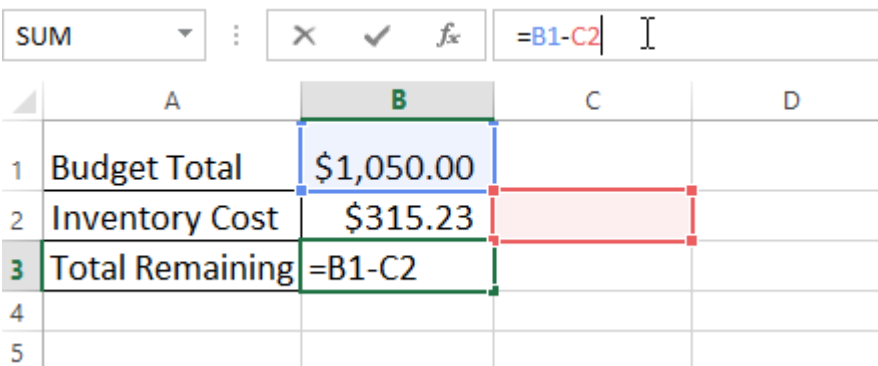 SUM fx =B1-C2
A B C D
1 Budget Total $1,050.00
2 Inventory Cost $315.23
3 Total Remaining =B1-C2
4
5